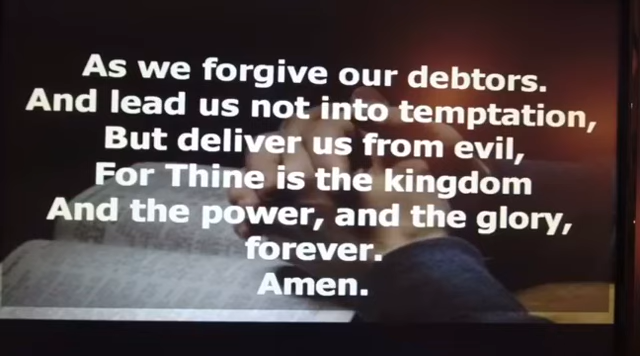 As we forgive our debtors.
And lead us not into temptation,
But deliver us from evil,
For Thine is the kingdom
And the power, and the glory,
forever.
Amen.